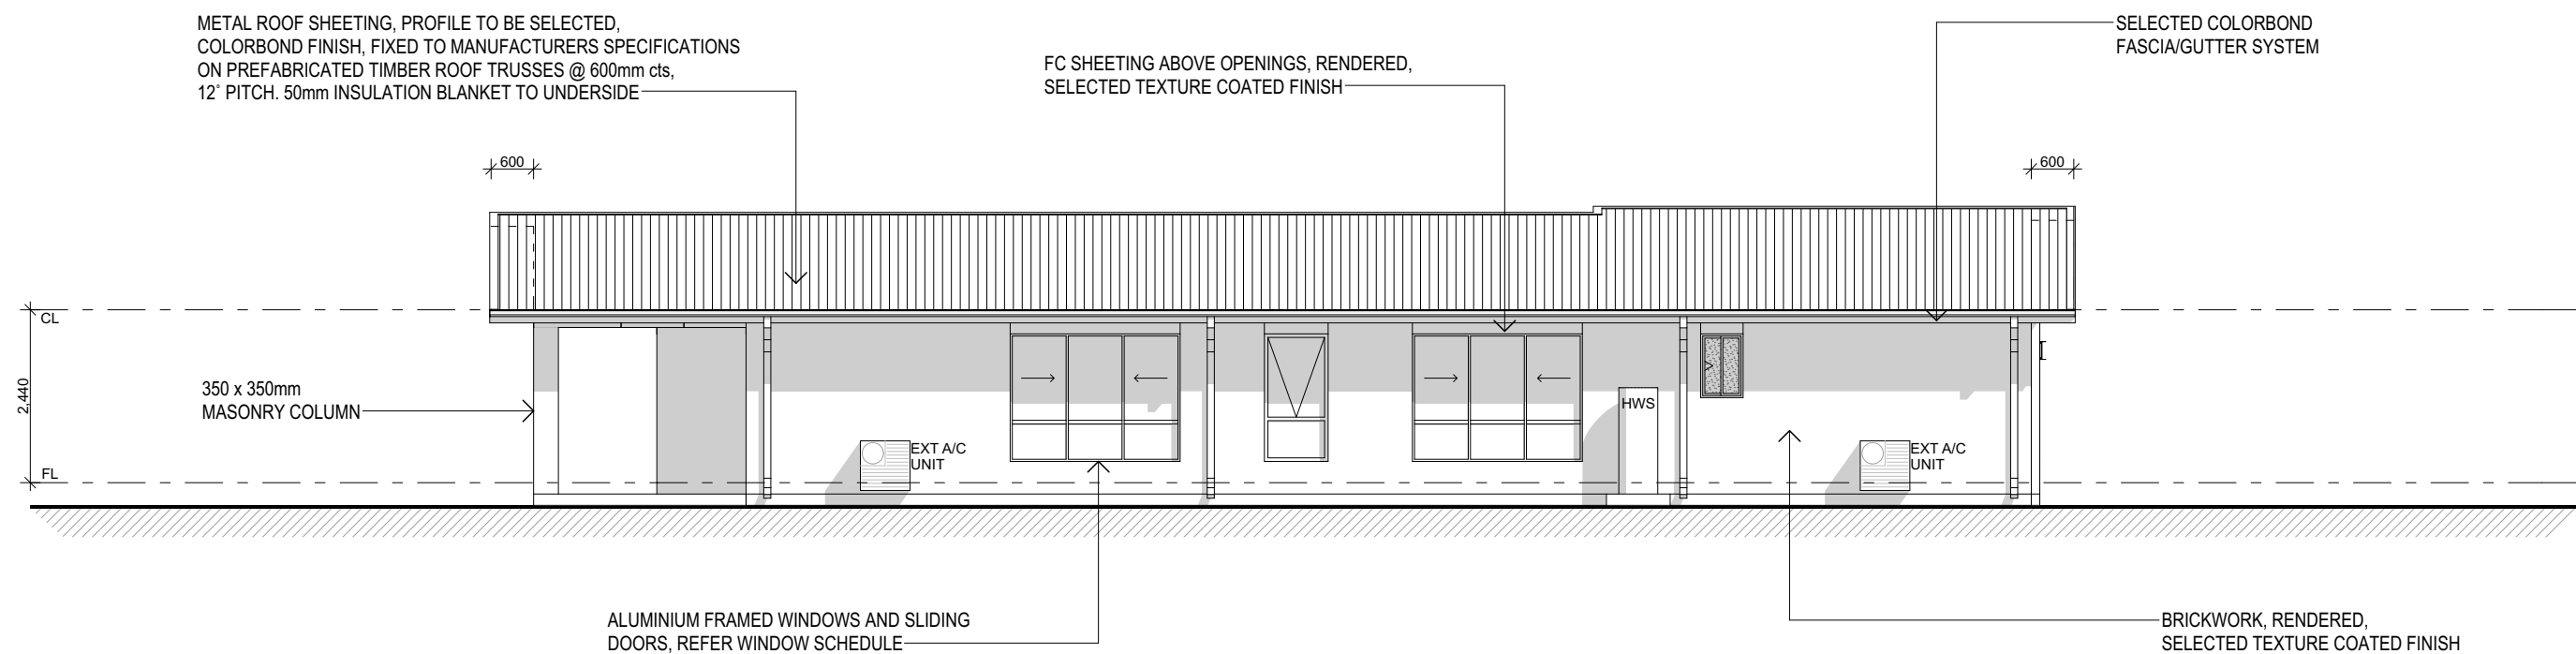 METAL ROOF SHEETING, PROFILE TO BE SELECTED,
COLORBOND FINISH, FIXED TO MANUFACTURERS SPECIFICATIONS
ON PREFABRICATED TIMBER ROOF TRUSSES @ 600mm cts,
12° PITCH. 50mm INSULATION BLANKET TO UNDERSIDE
FC SHEETING ABOVE OPENINGS, RENDERED,
SELECTED TEXTURE COATED FINISH
SELECTED COLORBOND
FASCIA/GUTTER SYSTEM
600
600
CL
2,440
FL
350 x 350mm
MASONRY COLUMN
HWS
EXT A/C
UNIT
EXT A/C
UNIT
ALUMINIUM FRAMED WINDOWS AND SLIDING
DOORS, REFER WINDOW SCHEDULE
BRICKWORK, RENDERED,
SELECTED TEXTURE COATED FINISH